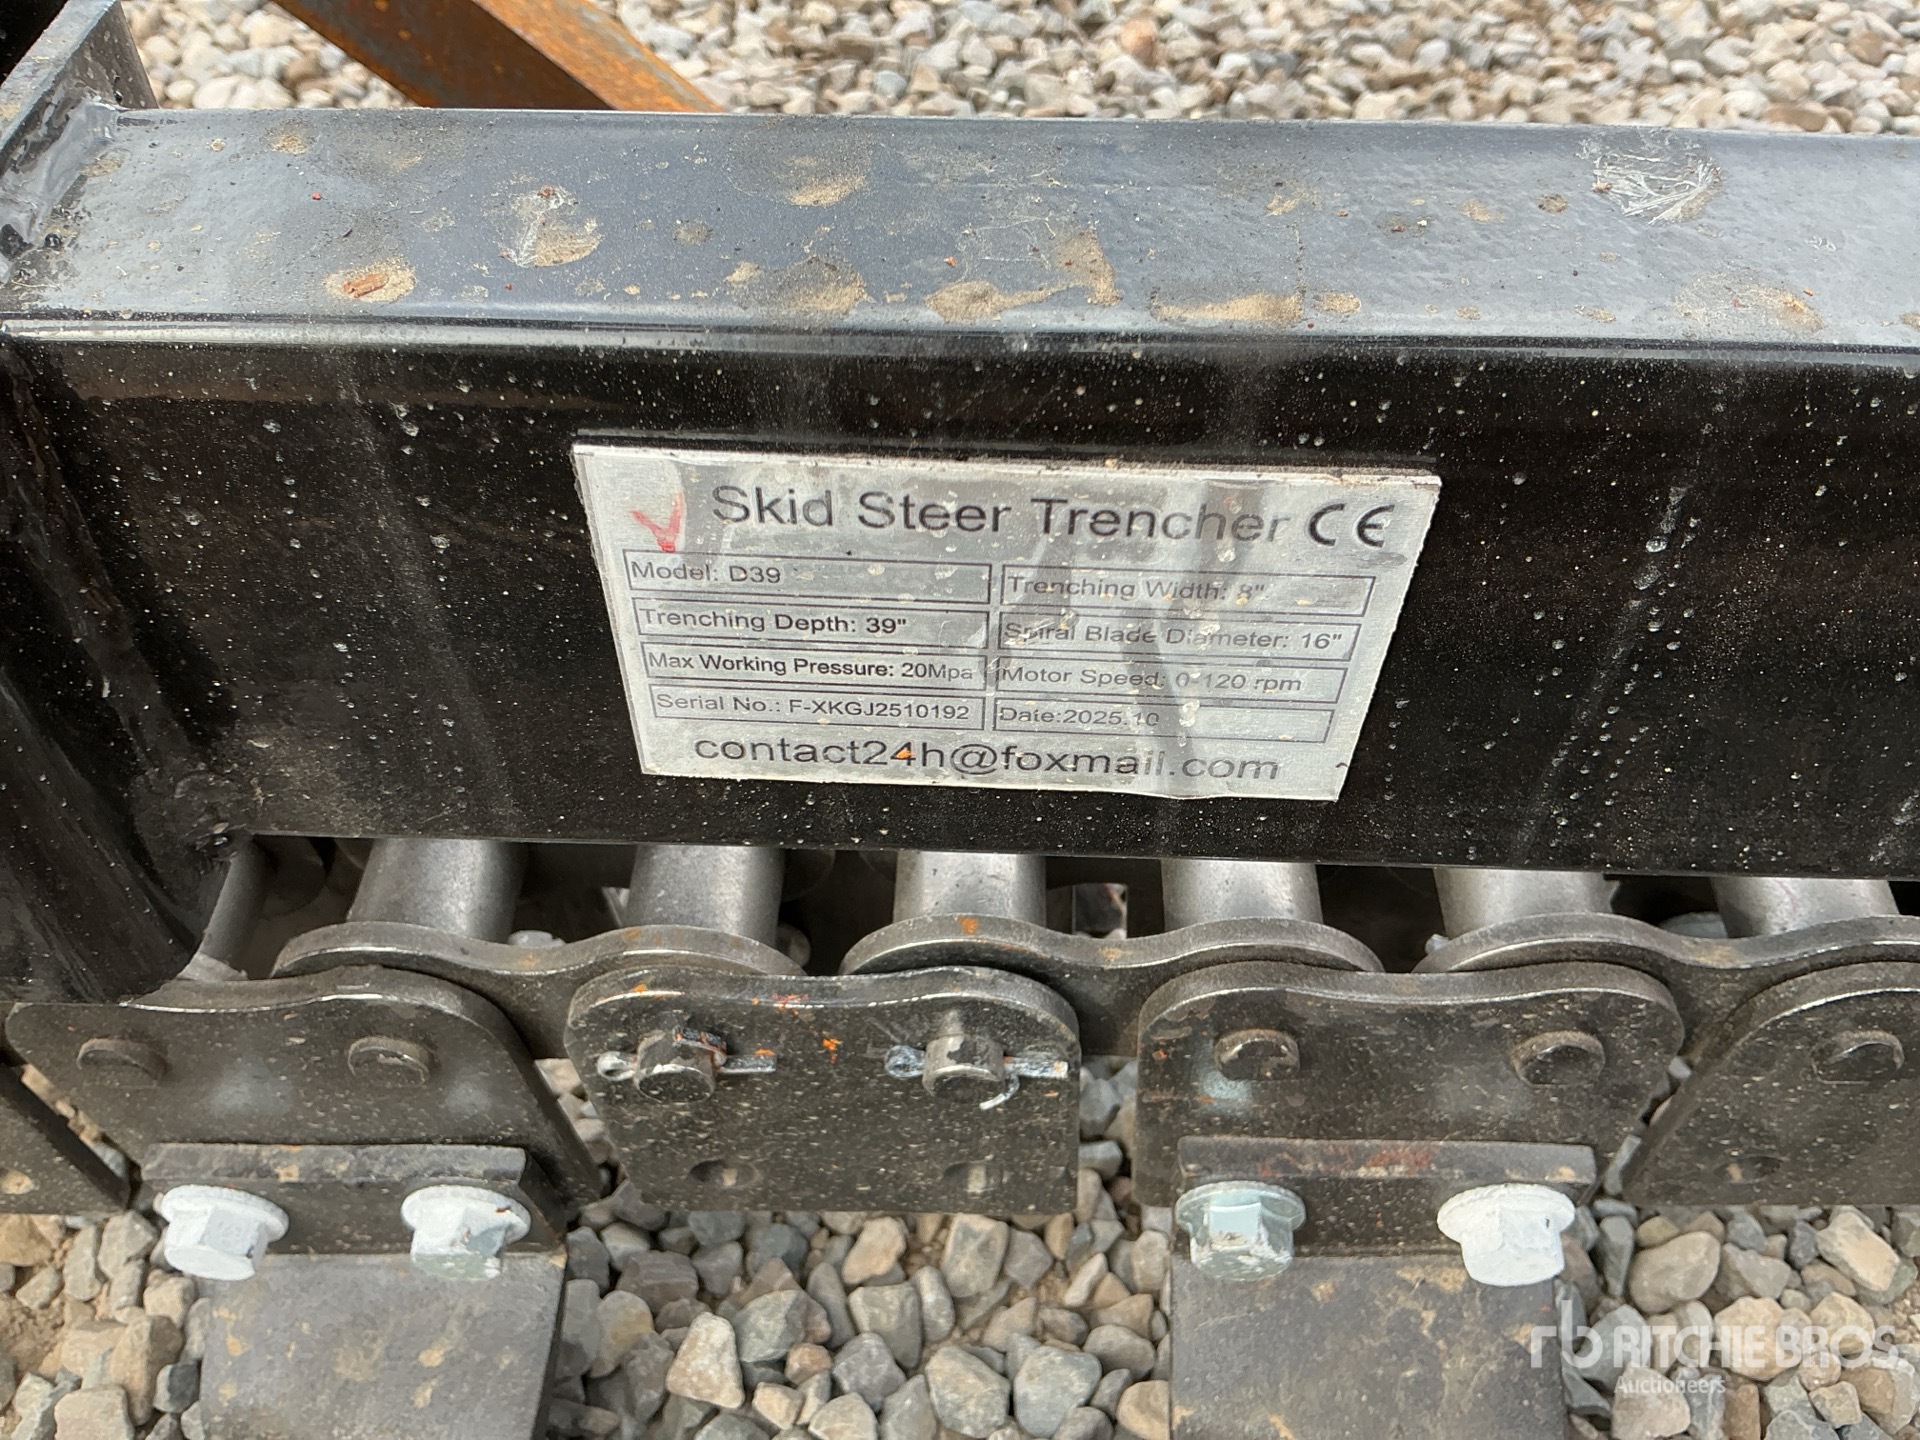 Skid Steer Trencher CE
Model: D39
Trenching Width: 8"
Trenching Depth: 39"
Spiral Blade Diameter: 16"
Max Working Pressure: 20Mpa
Motor Speed: 0-120 rpm
Serial No.: F-XKGJ2510192
Date:2025.10
contact24h@foxmail.com
rb RITCHIE BROS
Auctioneers